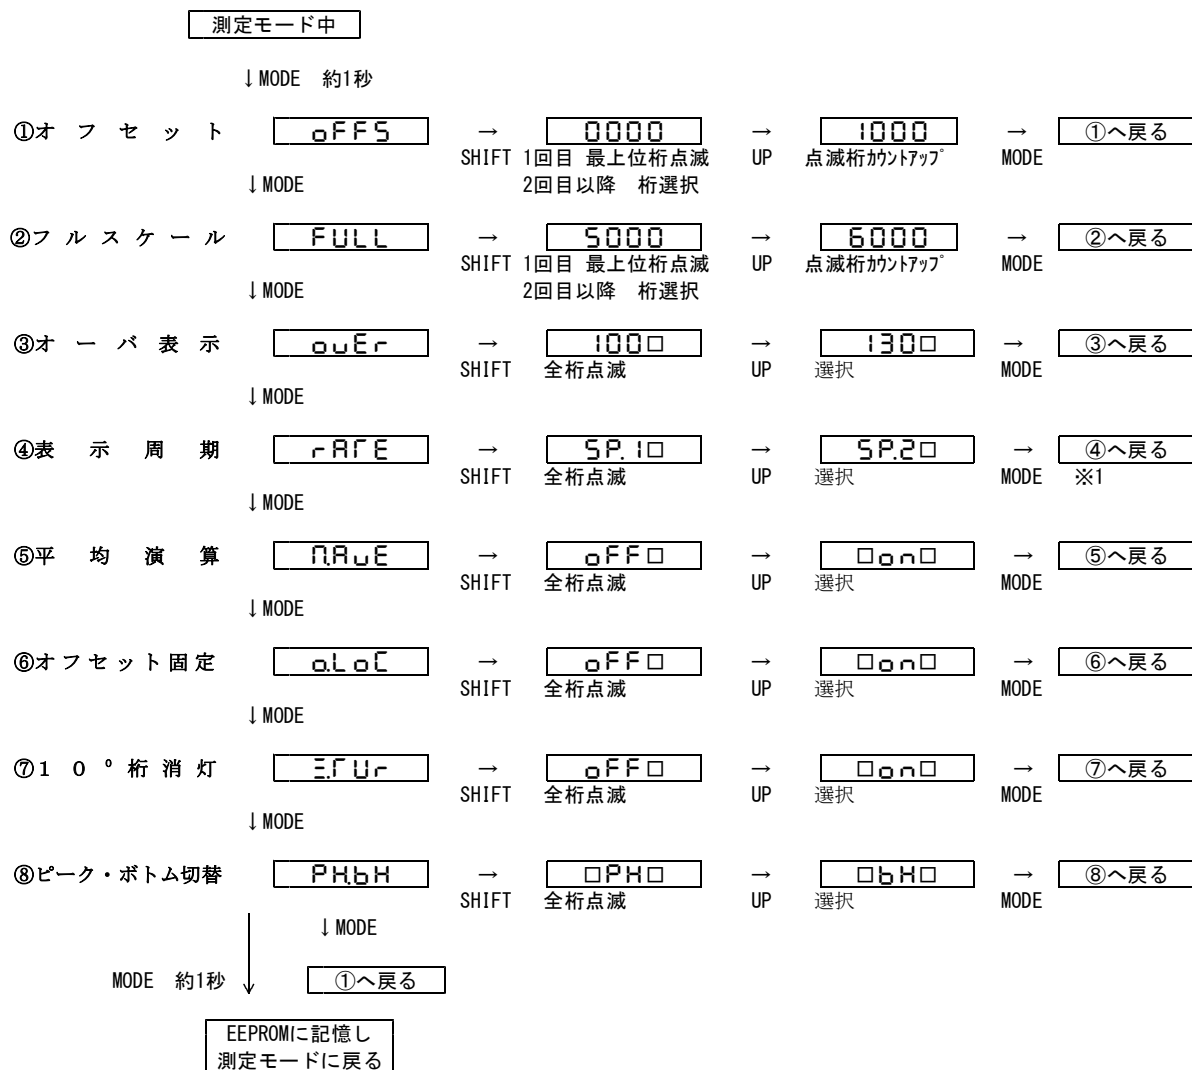 測定モード中
↓MODE 約1秒
①オフセット oFFS → 0000 → 1000 → ①へ戻る
SHIFT 1回目 最上位桁点滅 UP 点滅桁ｶｳﾝﾄｱｯﾌﾟ MODE
↓MODE 2回目以降 桁選択
②フルスケール FULL → 5000 → 6000 → ②へ戻る
SHIFT 1回目 最上位桁点滅 UP 点滅桁ｶｳﾝﾄｱｯﾌﾟ MODE
↓MODE 2回目以降 桁選択
③オーバ表示 ovEr → 100□ → 130□ → ③へ戻る
SHIFT 全桁点滅 UP 選択 MODE
↓MODE
④表示周期 rATE → SP.1□ → SP.2□ → ④へ戻る
SHIFT 全桁点滅 UP 選択 MODE ※1
↓MODE
⑤平均演算 M.AvE → oFF□ → □on□ → ⑤へ戻る
SHIFT 全桁点滅 UP 選択 MODE
↓MODE
⑥オフセット固定 o.LoC → oFF□ → □on□ → ⑥へ戻る
SHIFT 全桁点滅 UP 選択 MODE
↓MODE
⑦10⁰桁消灯 → oFF□ → □on□ → ⑦へ戻る
SHIFT 全桁点滅 UP 選択 MODE
↓MODE
⑧ピーク・ボトム切替 PH.bH → □PH□ → □bH□ → ⑧へ戻る
SHIFT 全桁点滅 UP 選択 MODE
↓MODE
MODE 約1秒 ↓ ①へ戻る
EEPROMに記憶し
測定モードに戻る